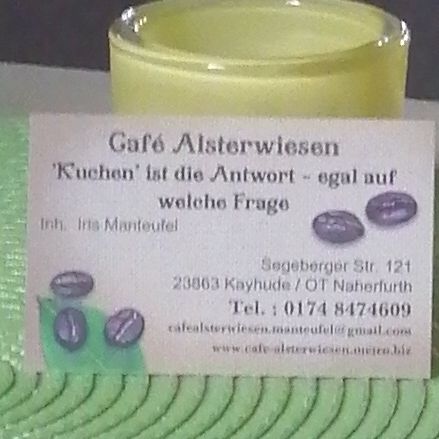 Café Alsterwiesen
'Kuchen' ist die Antwort - egal auf
welche Frage
Inh. Iris Manteufel
Segeberger Str. 121
23863 Kayhude / OT Naherfurth
Tel. : 0174 8474609
cafealsterwiesen.manteufel@gmail.com
www.cafe-alsterwiesen.metro.biz